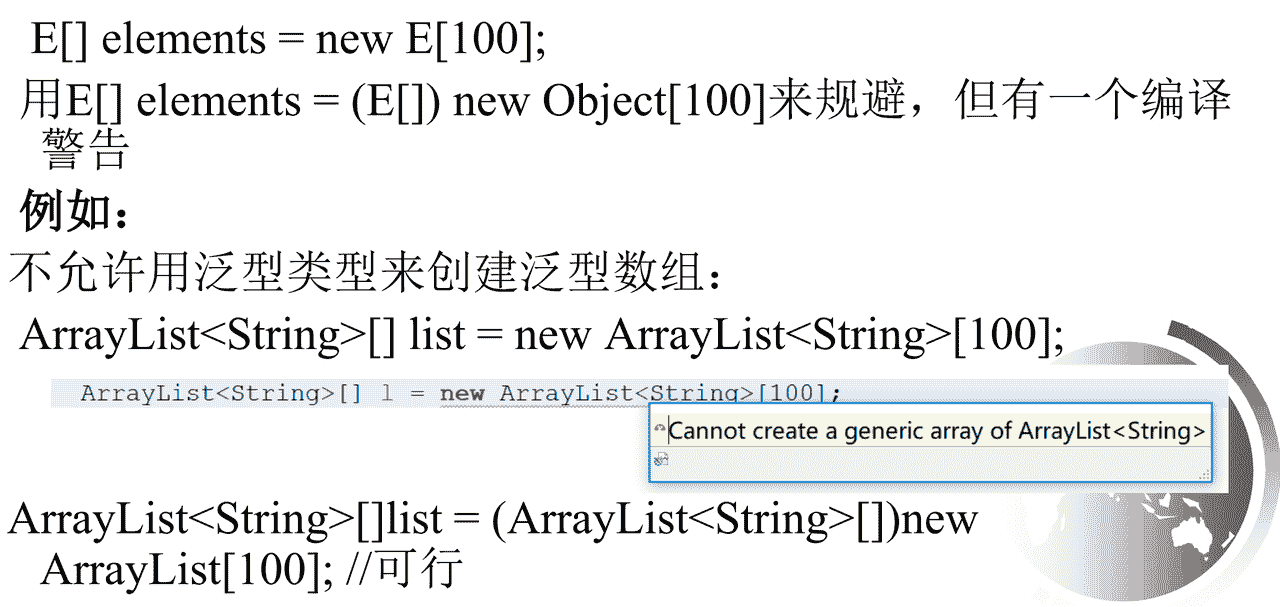 E[] elements = new E[100];
用E[] elements = (E[]) new Object[100]来规避，但有一个编译
警告
例如：
不允许用泛型类型来创建泛型数组：
ArrayList<String>[] list = new ArrayList<String>[100];
ArrayList<String>[] l = new ArrayList<String>[100];
Cannot create a generic array of ArrayList<String>
ArrayList<String>[]list = (ArrayList<String>[])new
ArrayList[100]; //可行